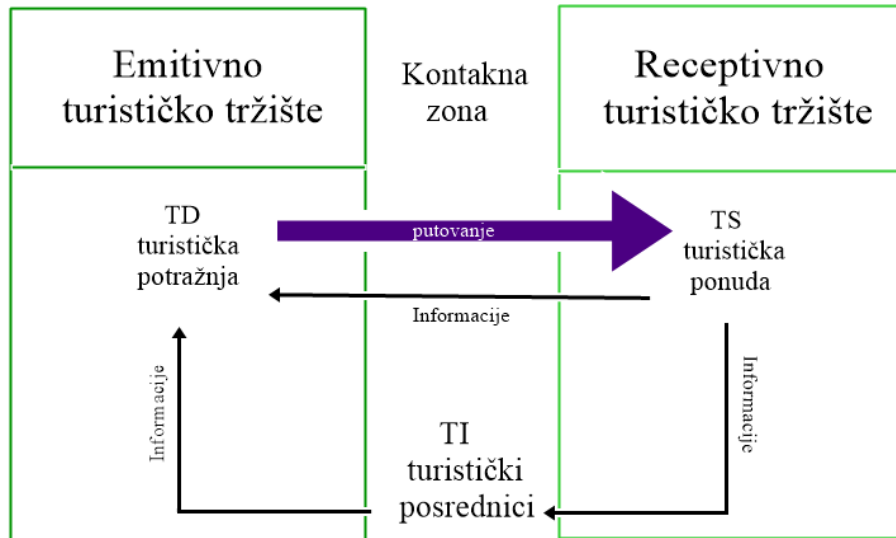 Emitivno
turističko tržište
Kontakna
zona
Receptivno
turističko tržište
TD
turistička
potražnja
putovanje
TS
turistička
ponuda
Informacije
Informacije
Informacije
TI
turistički
posrednici